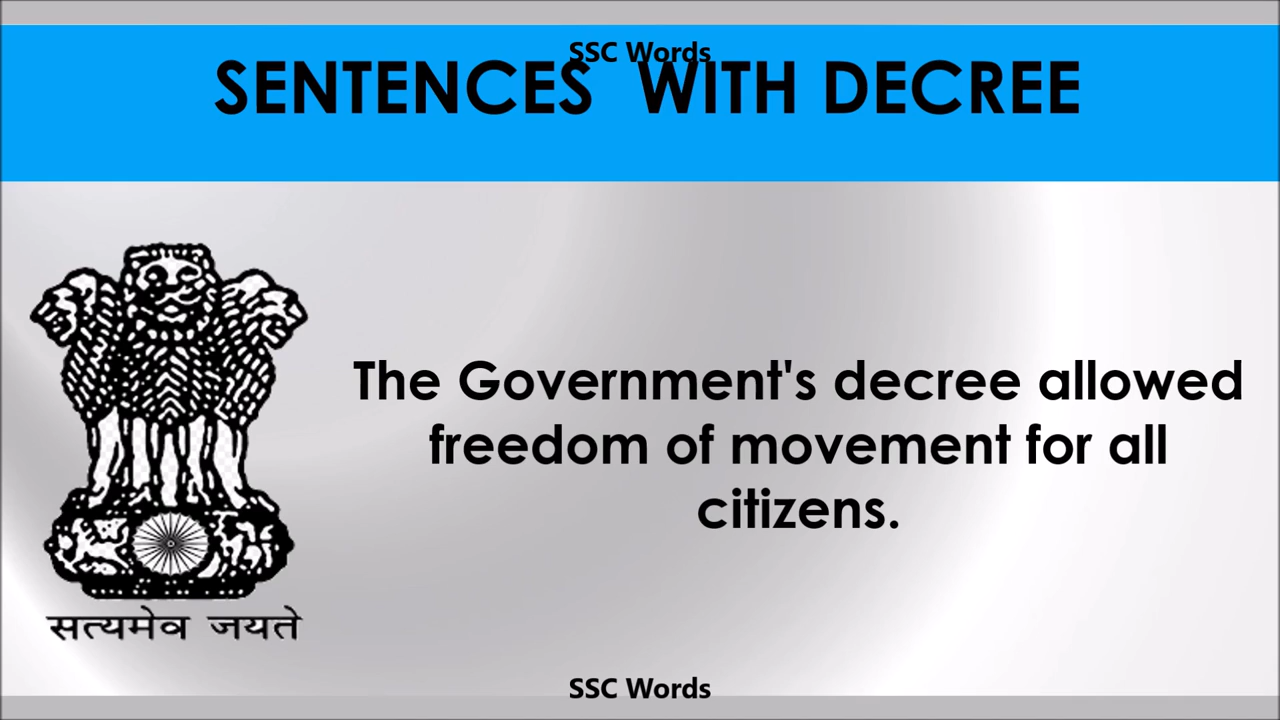 SSC Words
SENTENCES WITH DECREE
The Government's decree allowed
freedom of movement for all
citizens.
सत्यमेव जयते
SSC Words